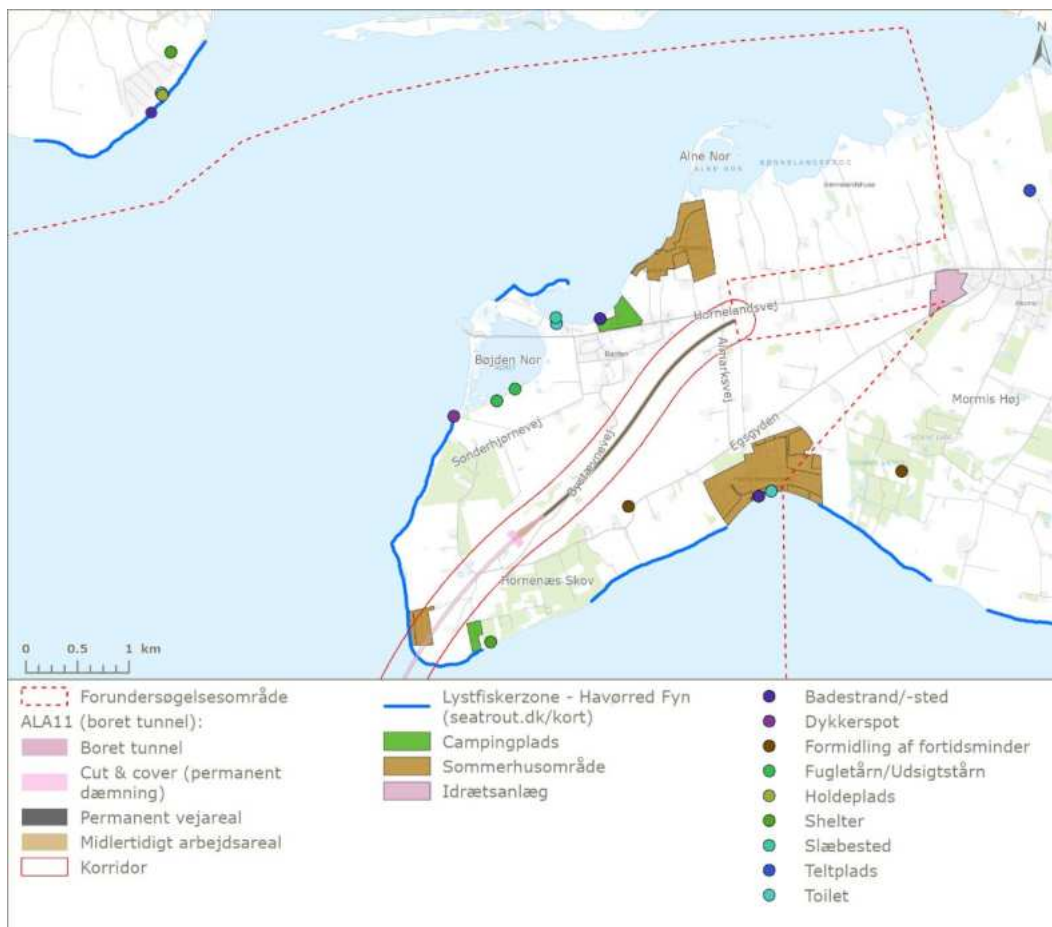 N
Alne Nor
Hornelandsvej
Almarksvej
Bøjden Nor
Mormis Høj
Egsgyden
Sønderhjørnevej
Hornenæs Skov
0 0.5 1 km
Forundersøgelsesområde
ALA11 (boret tunnel):
Boret tunnel
Cut & cover (permanent
dæmning)
Permanent vejareal
Midlertidigt arbejdsareal
Korridor
Lystfiskerzone - Havørred Fyn
(seatrout.dk/kort)
Campingplads
Sommerhusområde
Idrætsanlæg
Badestrand/-sted
Dykkerspot
Formidling af fortidsminder
Fugletårn/Udsigtstårn
Holdeplads
Shelter
Slæbested
Teltplads
Toilet